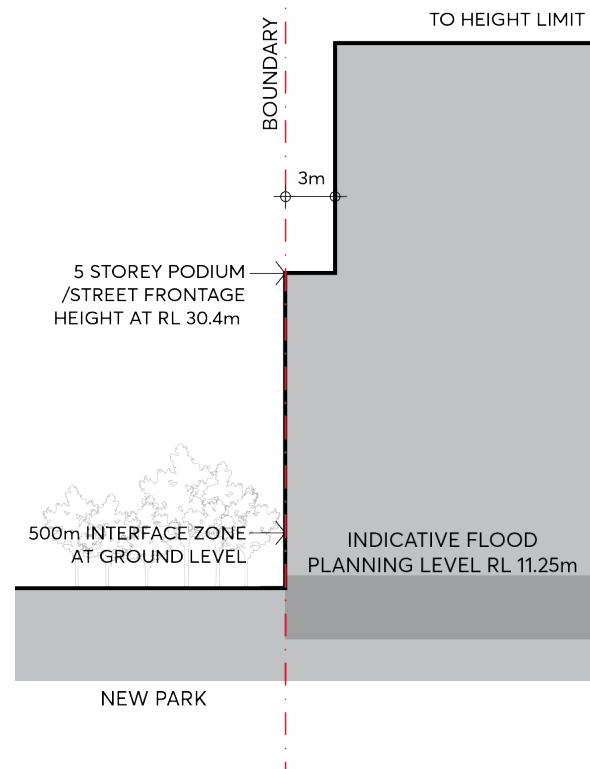 TO HEIGHT LIMIT
BOUNDARY
3m
5 STOREY PODIUM
/STREET FRONTAGE
HEIGHT AT RL 30.4m
500m INTERFACE ZONE
AT GROUND LEVEL
INDICATIVE FLOOD
PLANNING LEVEL RL 11.25m
NEW PARK